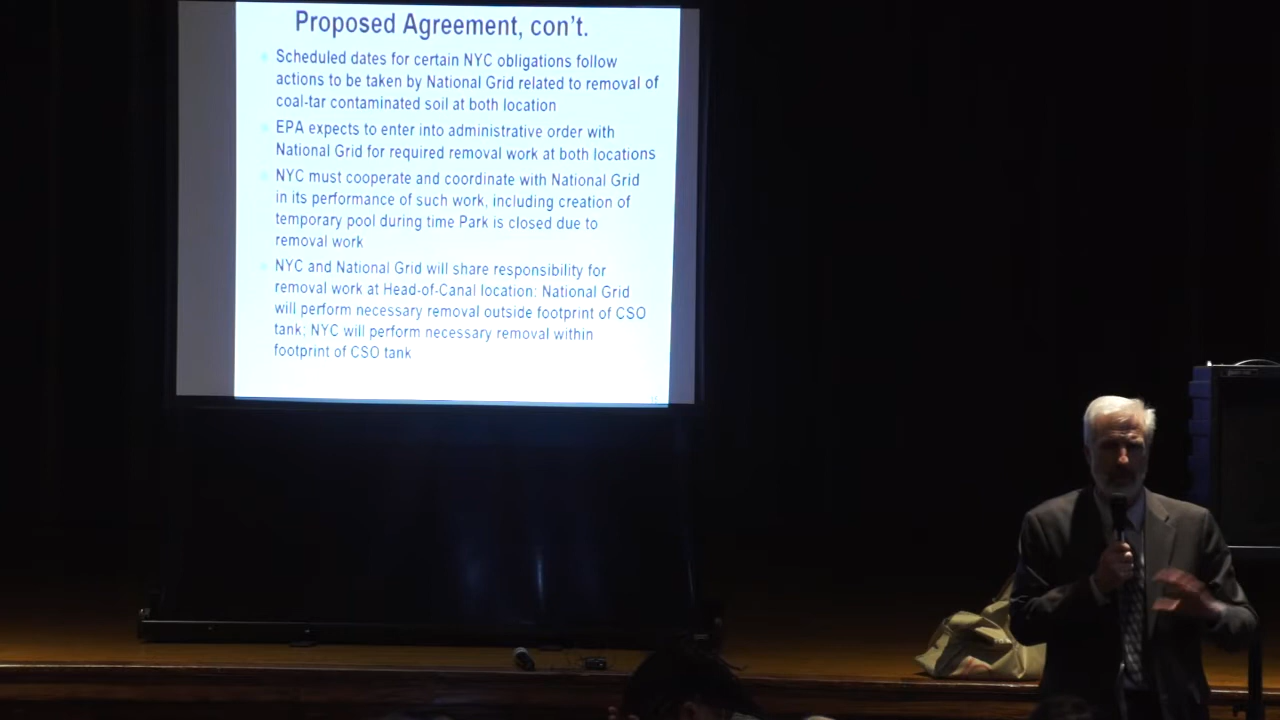 Proposed Agreement, con't.
Scheduled dates for certain NYC obligations follow
actions to be taken by National Grid related to removal of
coal-tar contaminated soil at both location
EPA expects to enter into administrative order with
National Grid for required removal work at both locations
NYC must cooperate and coordinate with National Grid
in its performance of such work, including creation of
temporary pool during time Park is closed due to
removal work
NYC and National Grid will share responsibility for
removal work at Head-of-Canal location: National Grid
will perform necessary removal outside footprint of CSO
tank; NYC will perform necessary removal within
footprint of CSO tank